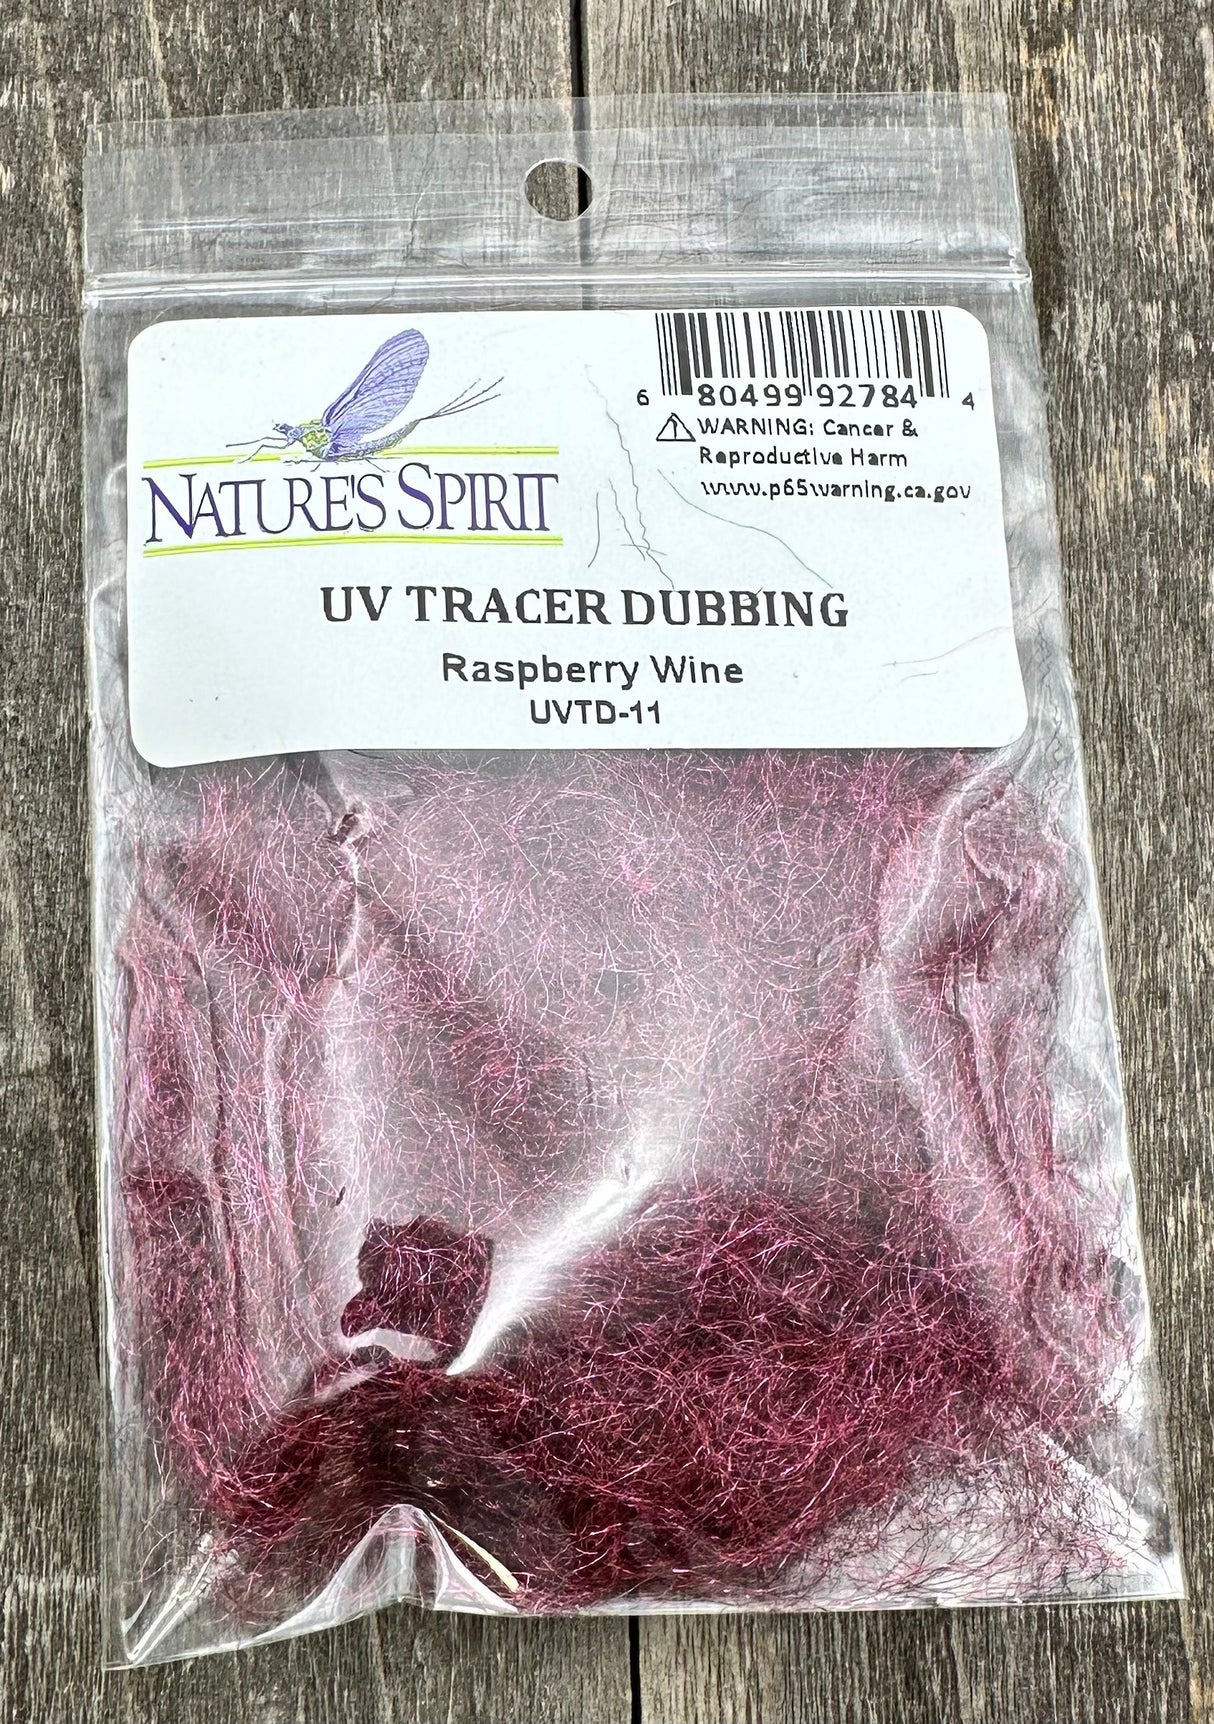 NATURE'S SPIRIT
6 80499 92784 4
⚠ WARNING: Cancer &
Reproductive Harm
www.p65warning.ca.gov
UV TRACER DUBBING
Raspberry Wine
UVTD-11